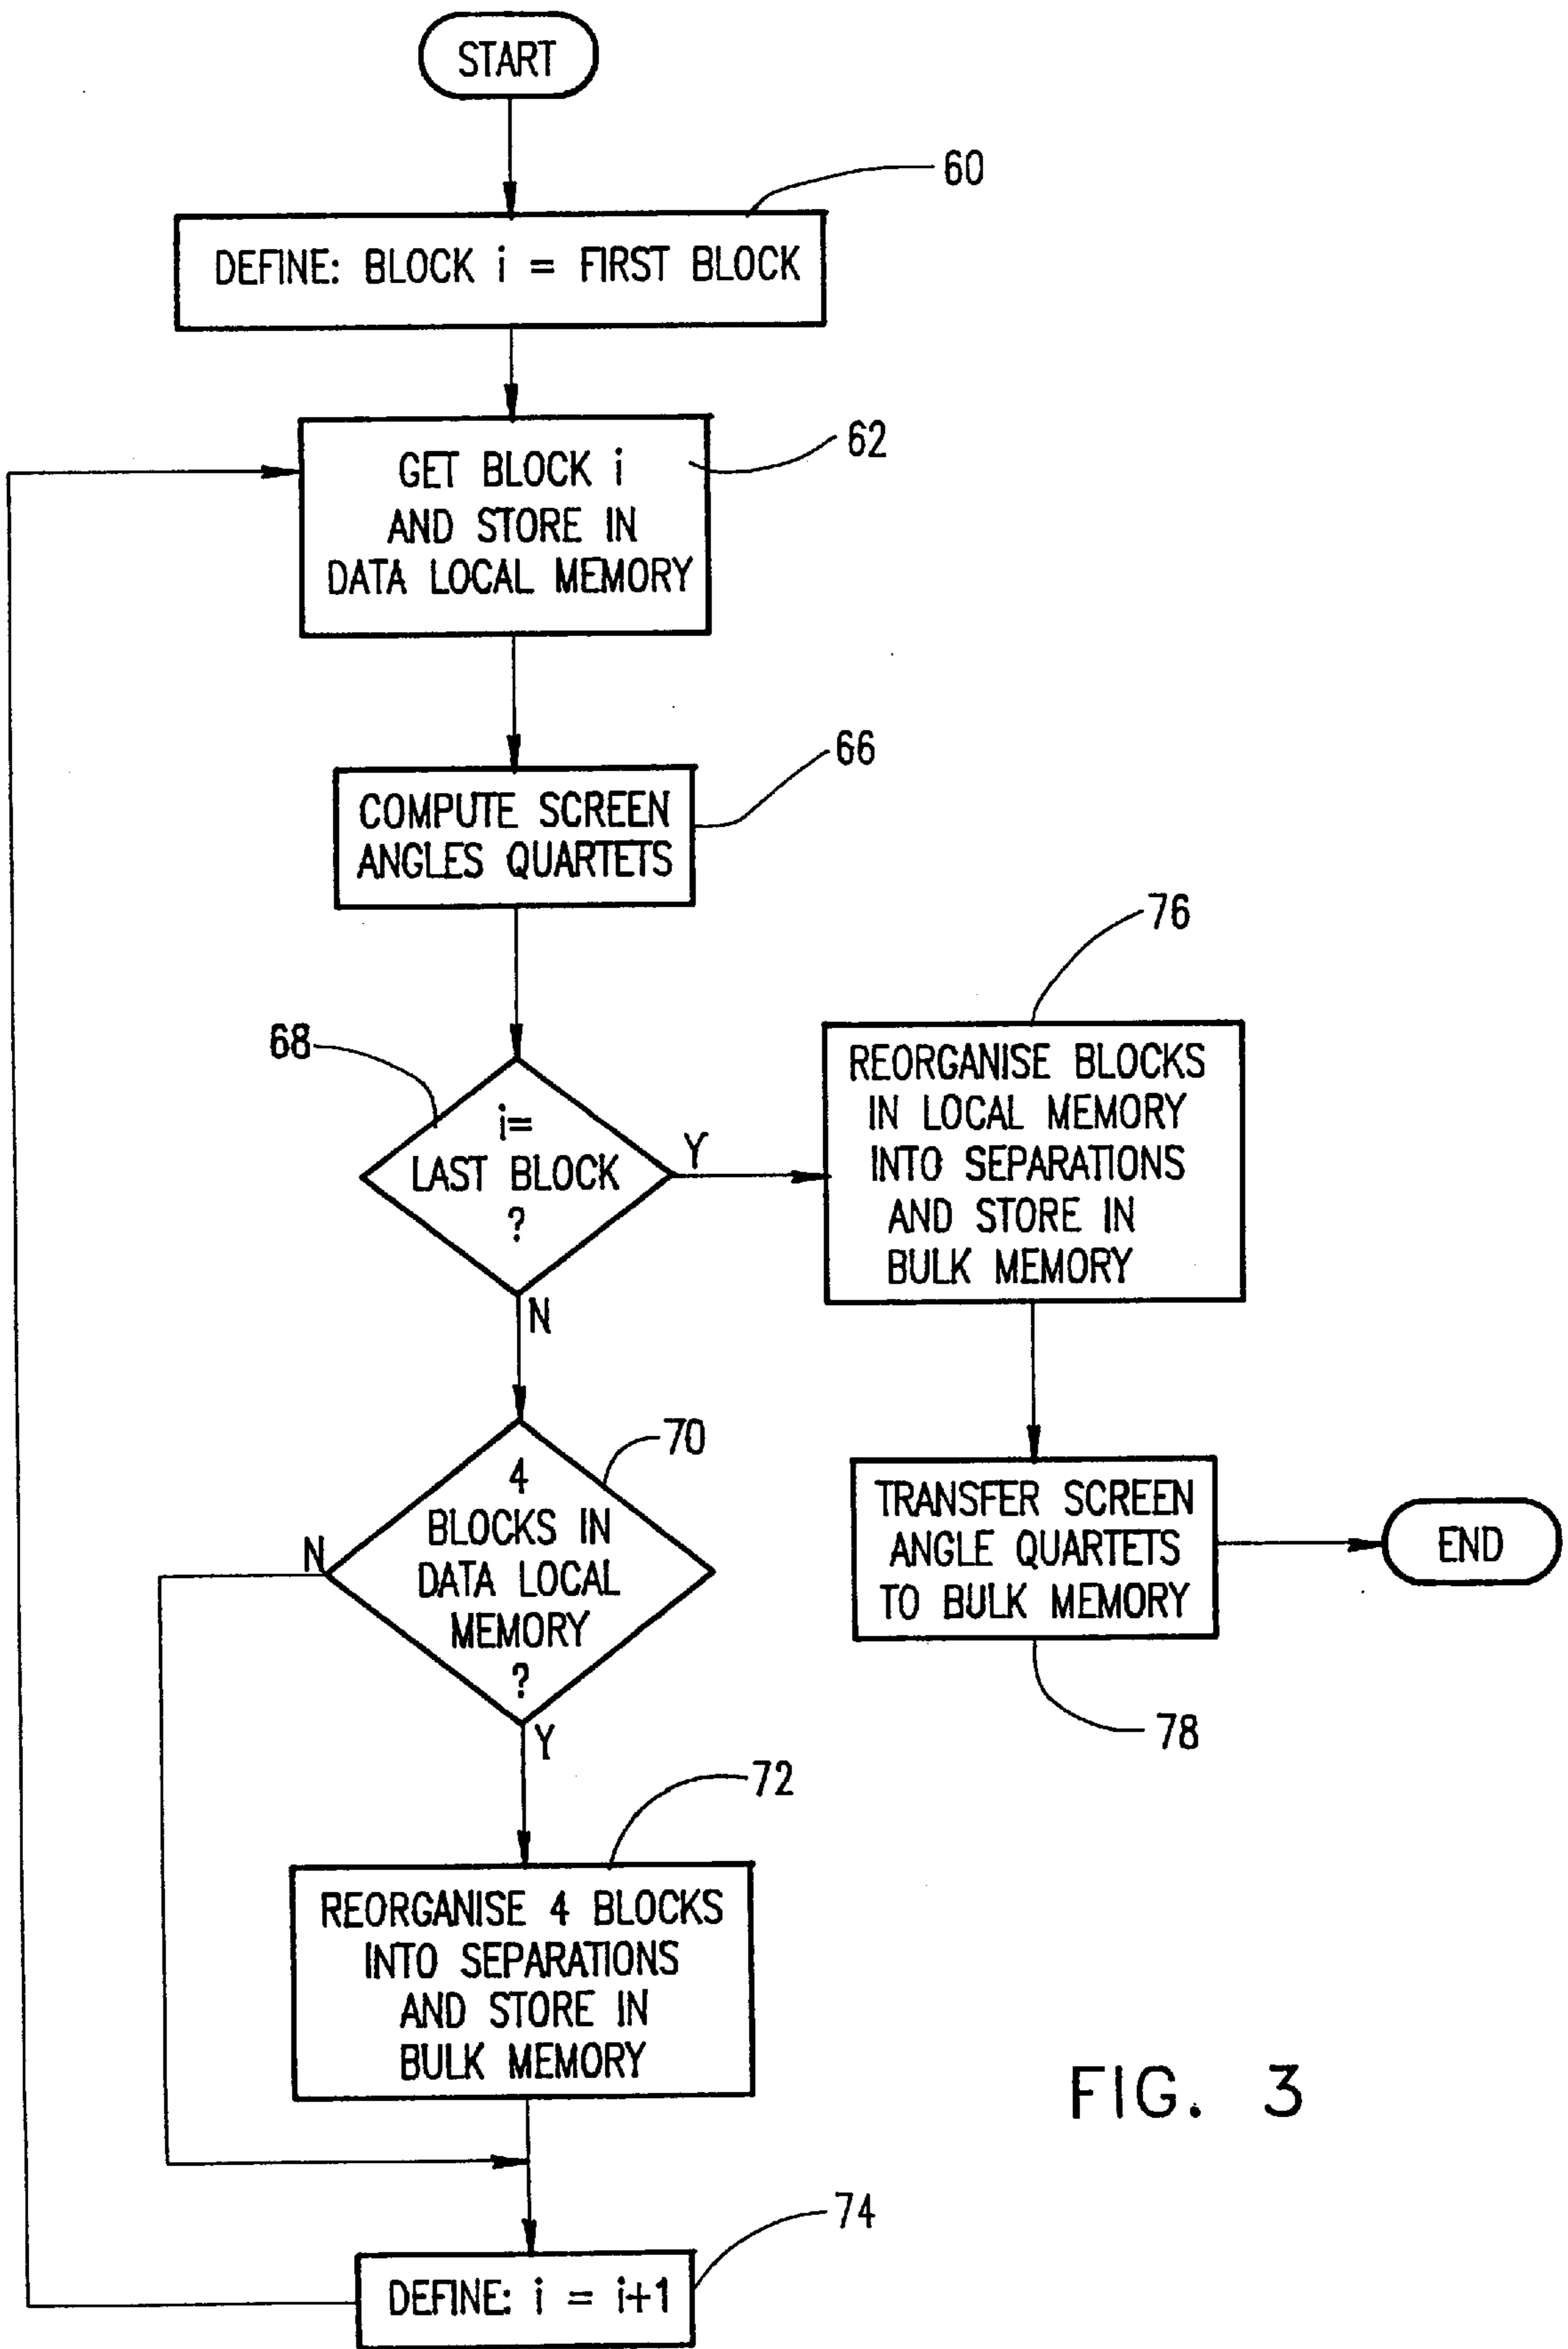 START
60
DEFINE: BLOCK i = FIRST BLOCK
62
GET BLOCK i
AND STORE IN
DATA LOCAL MEMORY
66
COMPUTE SCREEN
ANGLES QUARTETS
68
i=
LAST BLOCK
?
Y
N
76
REORGANISE BLOCKS
IN LOCAL MEMORY
INTO SEPARATIONS
AND STORE IN
BULK MEMORY
70
4
BLOCKS IN
DATA LOCAL
MEMORY
?
N
Y
TRANSFER SCREEN
ANGLE QUARTETS
TO BULK MEMORY
78
END
72
REORGANISE 4 BLOCKS
INTO SEPARATIONS
AND STORE IN
BULK MEMORY
74
DEFINE: i = i+1
FIG. 3